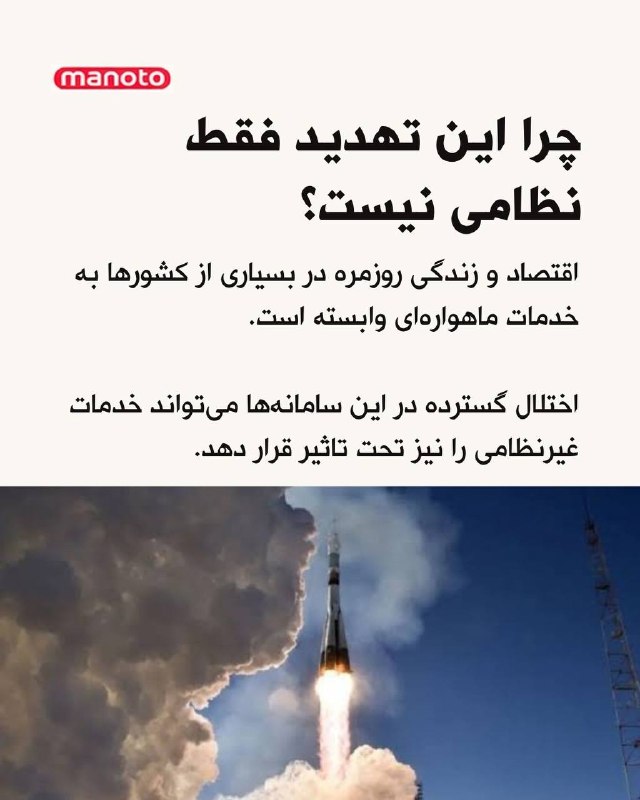 manoto
چرا این تهدید فقط
نظامی نیست؟
اقتصاد و زندگی روزمره در بسیاری از کشورها به
خدمات ماهواره‌ای وابسته است.
اختلال گسترده در این سامانه‌ها می‌تواند خدمات
غیرنظامی را نیز تحت تاثیر قرار دهد.